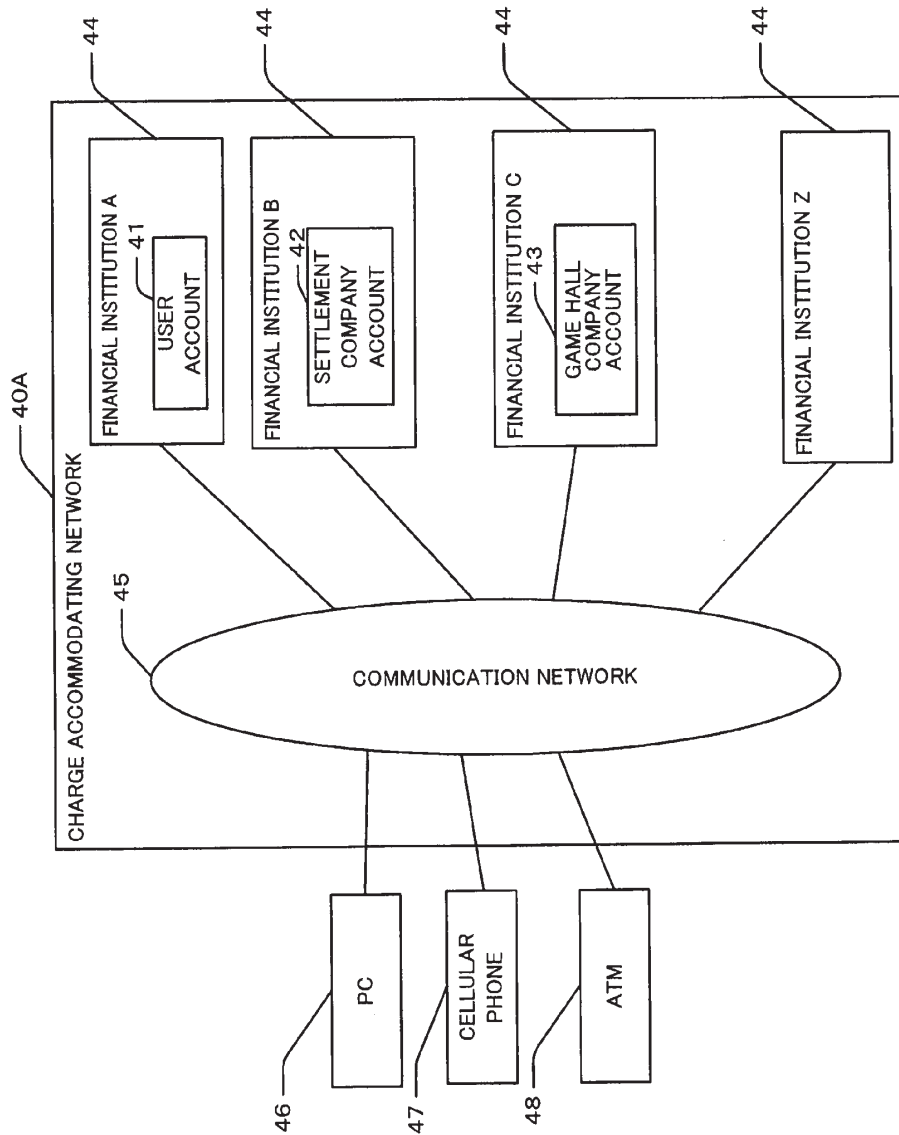 40A
CHARGE ACCOMMODATING NETWORK
44
FINANCIAL INSTITUTION A
41
USER
ACCOUNT
44
FINANCIAL INSTITUTION B
42
SETTLEMENT
COMPANY
ACCOUNT
44
FINANCIAL INSTITUTION C
43
GAME HALL
COMPANY
ACCOUNT
44
FINANCIAL INSTITUTION Z
45
COMMUNICATION NETWORK
46
PC
47
CELLULAR
PHONE
48
ATM